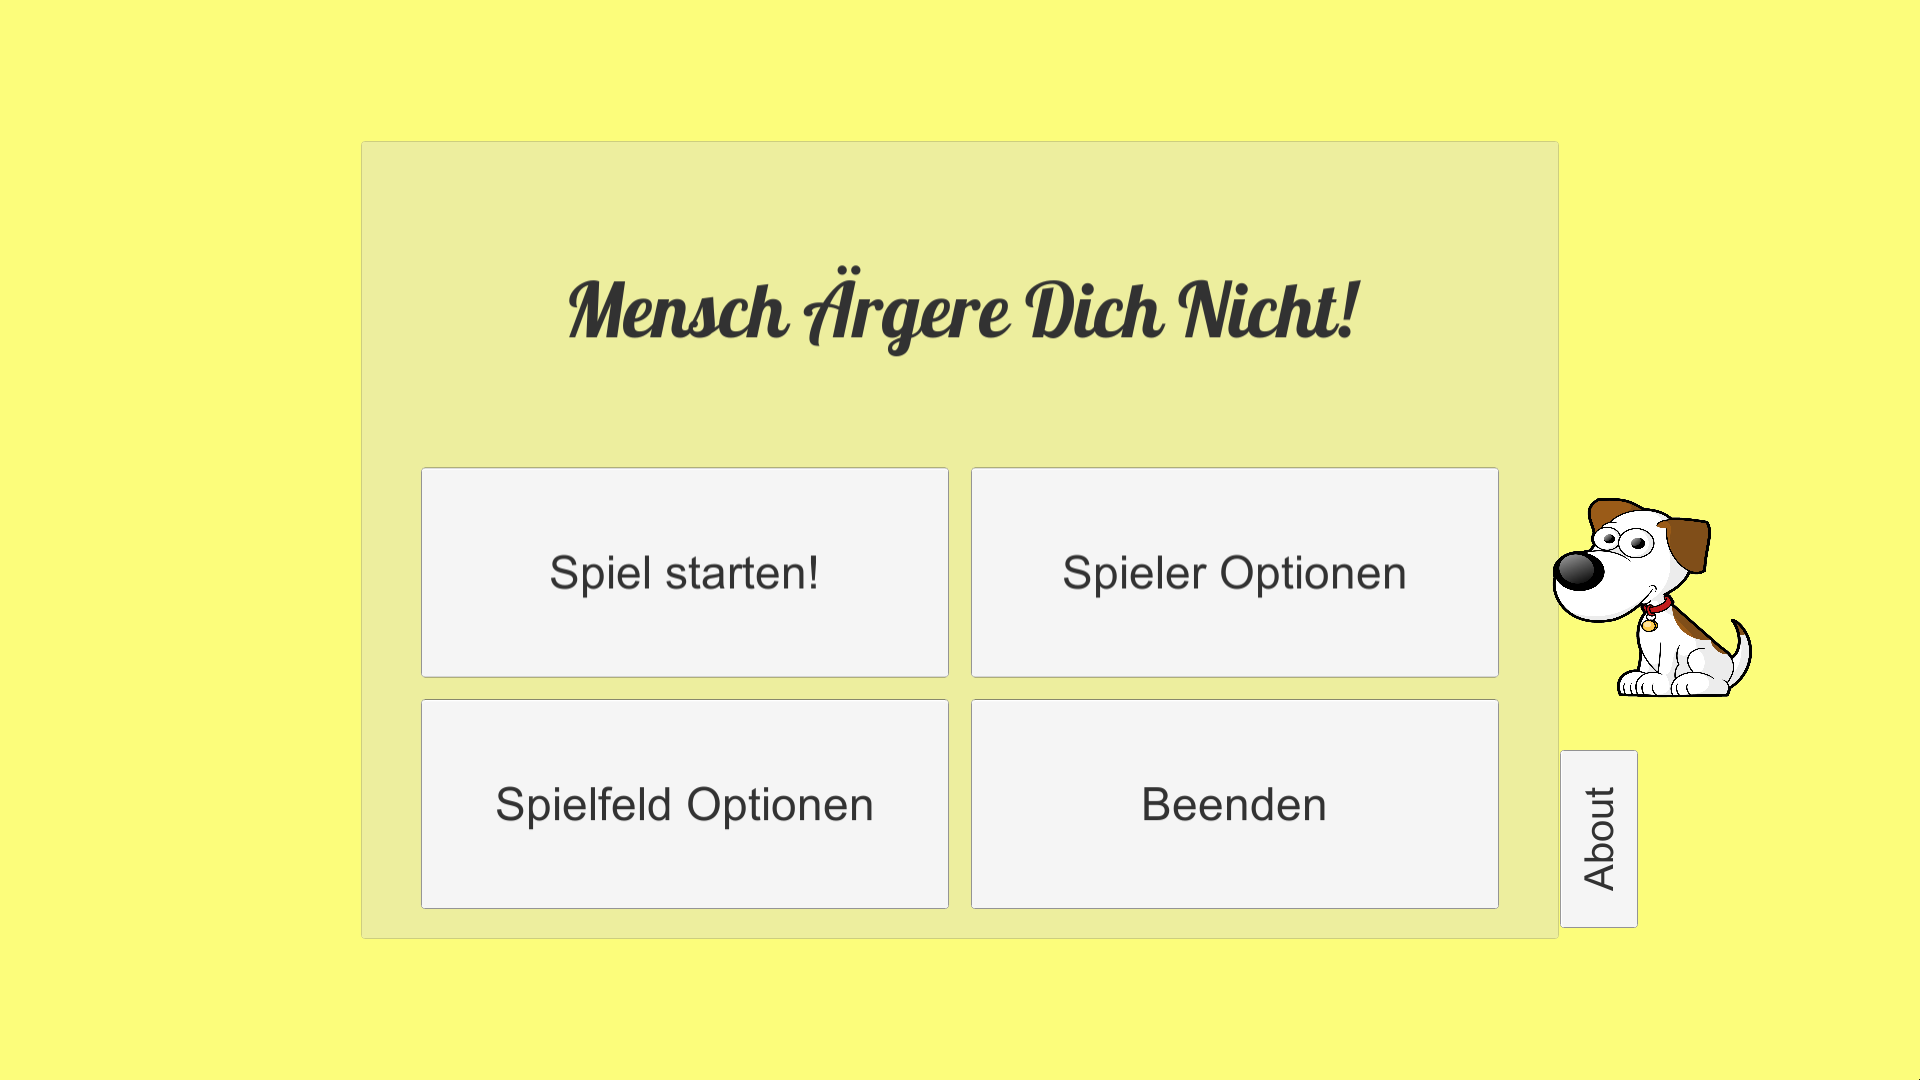 Mensch Ärgere Dich Nicht!
Spiel starten!
Spieler Optionen
Spielfeld Optionen
Beenden
About